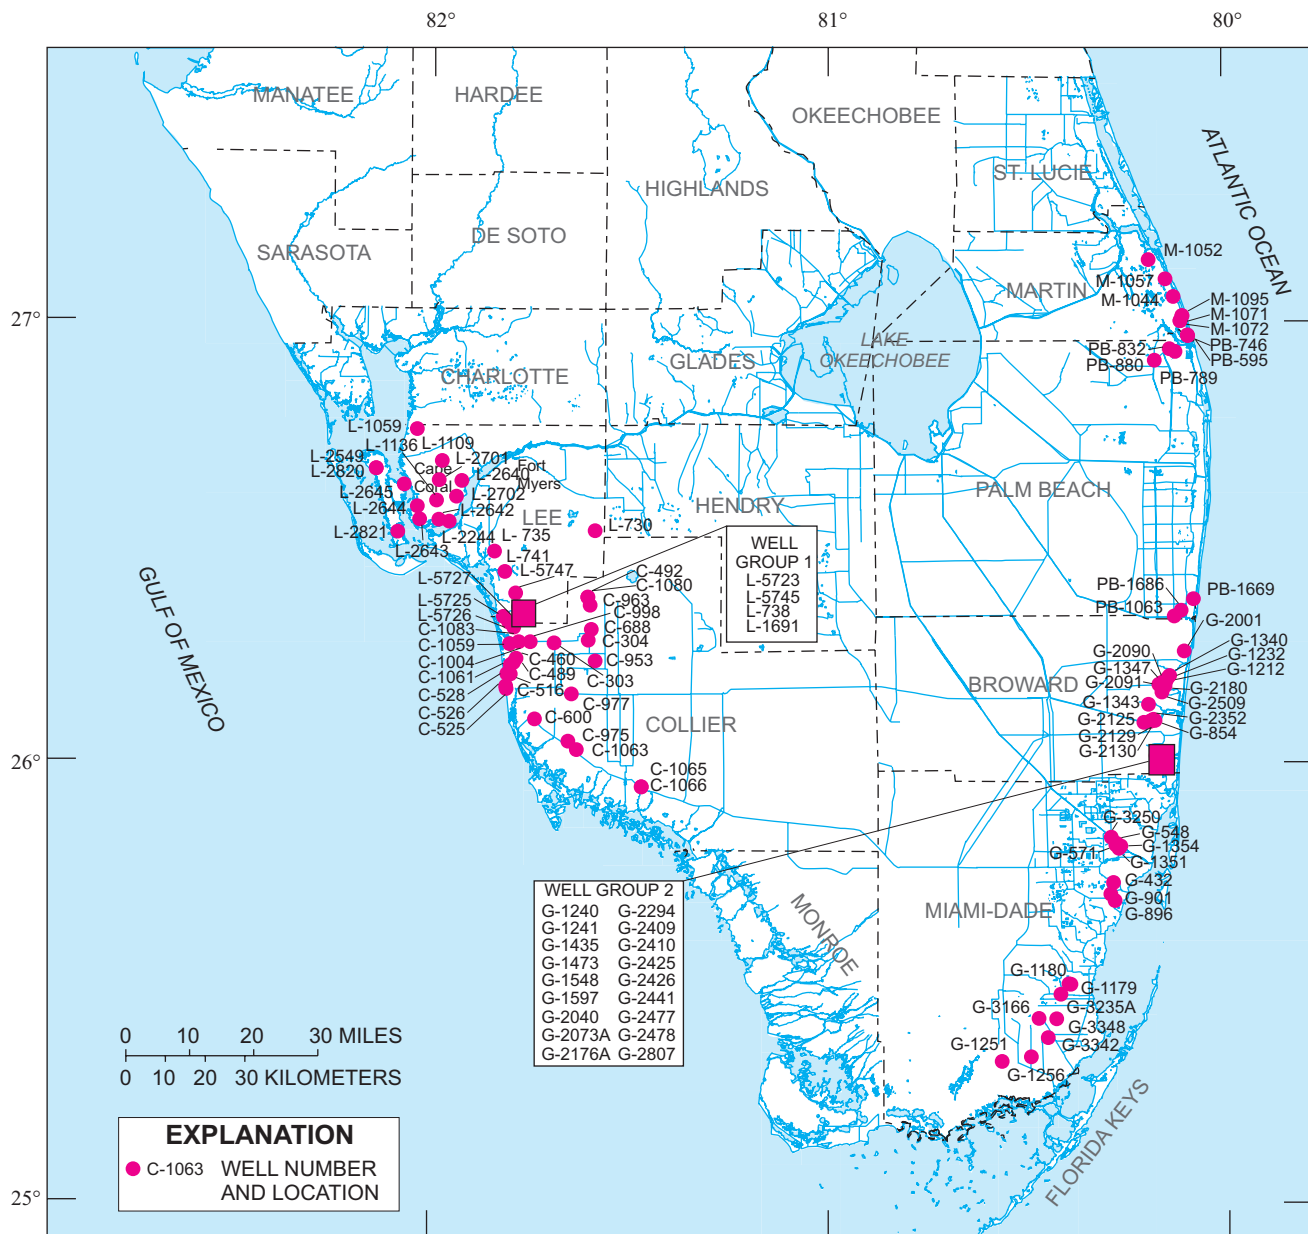 82°
81°
80°
MANATEE
HARDEE
OKEECHOBEE
ATLANTIC OCEAN
ST. LUCIE
HIGHLANDS
DE SOTO
SARASOTA
M-1052
M-1057
MARTIN
M-1044
M-1095
M-1071
M-1072
27°
LAKE
OKEECHOBEE
PB-746
PB-832
PB-595
PB-880
PB-789
GLADES
CHARLOTTE
L-1059
L-1136
L-1109
L-2549
L-2701
L-2820
Cape
Coral
Fort
Myers
L-2640
L-2645
L-2702
L-2644
L-2642
L-2821
L-2244
L-2643
LEE
L-730
HENDRY
PALM BEACH
L- 735
L-741
L-5747
L-5727
L-5725
L-5726
C-1083
C-1059
C-1004
C-1061
C-528
C-526
C-525
C-492
C-1080
C-963
C-998
C-688
C-304
C-953
C-303
C-460
C-489
C-516
C-977
C-600
C-975
C-1063
COLLIER
C-1065
C-1066
WELL
GROUP 1
L-5723
L-5745
L-738
L-1691
GULF OF MEXICO
PB-1686
PB-1669
PB-1063
G-2001
G-1340
G-2090
G-1232
G-1347
G-1212
G-2091
BROWARD
G-2180
G-1343
G-2509
G-2125
G-2352
G-2129
G-854
G-2130
26°
G-3250
G-548
G-571
G-1354
G-1351
G-432
G-901
G-896
MIAMI-DADE
MONROE
WELL GROUP 2
G-1240 G-2294
G-1241 G-2409
G-1435 G-2410
G-1473 G-2425
G-1548 G-2426
G-1597 G-2441
G-2040 G-2477
G-2073A G-2478
G-2176A G-2807
G-1180
G-1179
G-3166
G-3235A
G-3348
G-1251
G-3342
G-1256
FLORIDA KEYS
0 10 20 30 MILES
0 10 20 30 KILOMETERS
EXPLANATION
C-1063 WELL NUMBER
AND LOCATION
25°